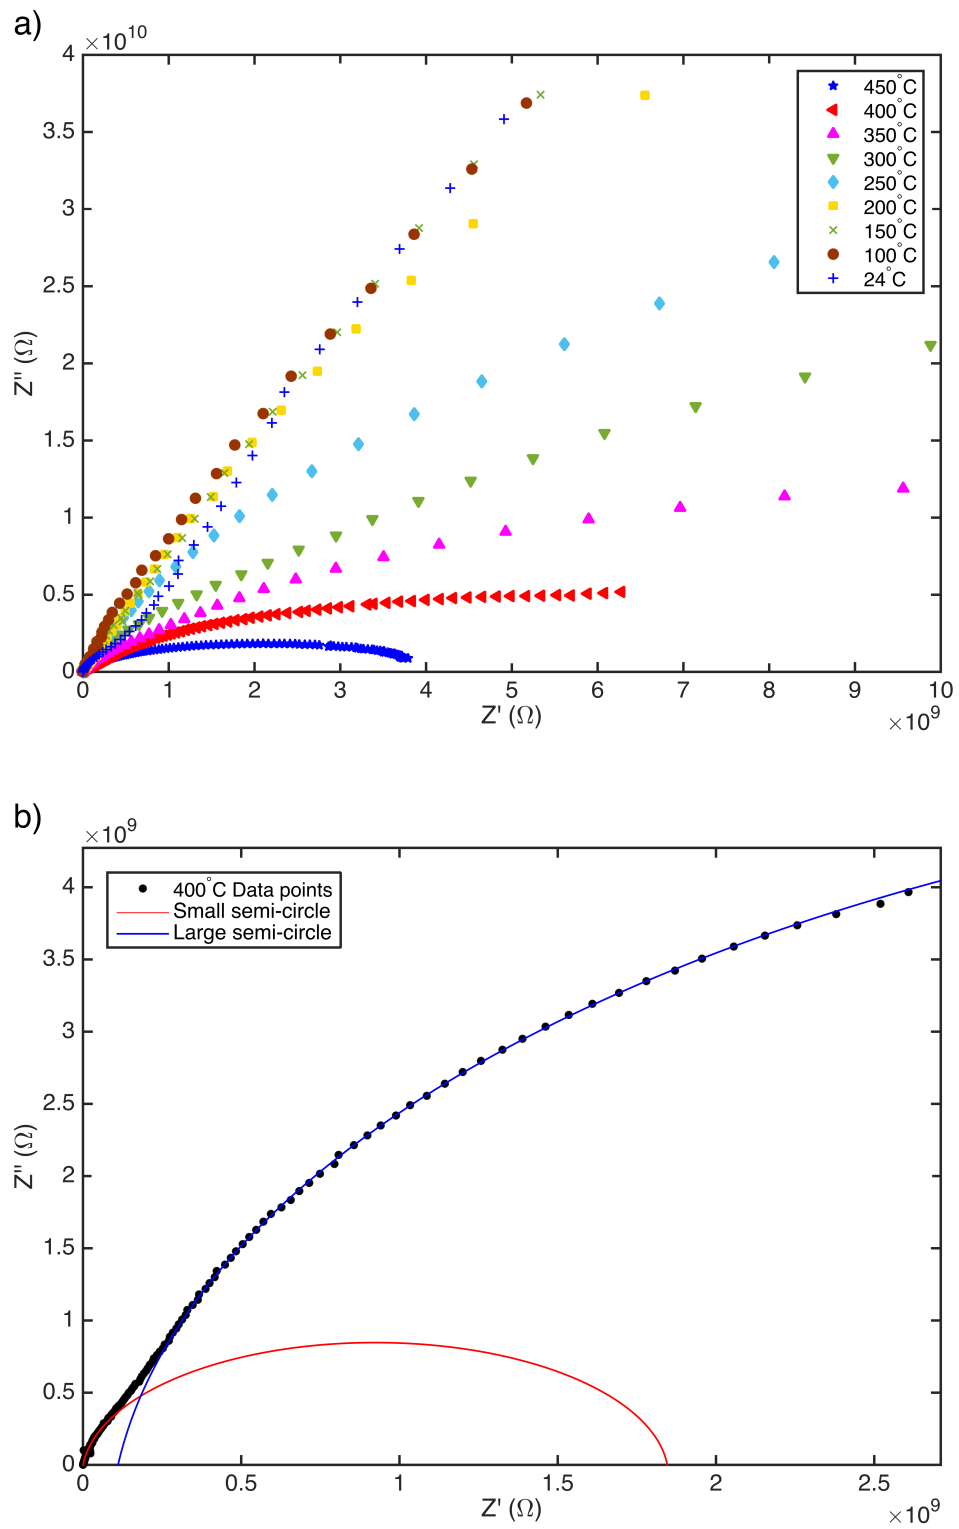 a)
×10^10
4
3.5
3
2.5
2
1.5
1
0.5
0
Z'' (Ω)
450°C
400°C
350°C
300°C
250°C
200°C
150°C
100°C
24°C
0 1 2 3 4 5 6 7 8 9 10
Z' (Ω)
×10^9
b)
×10^9
4
3.5
3
2.5
2
1.5
1
0.5
0
Z'' (Ω)
400°C Data points
Small semi-circle
Large semi-circle
0 0.5 1 1.5 2 2.5
Z' (Ω)
×10^9